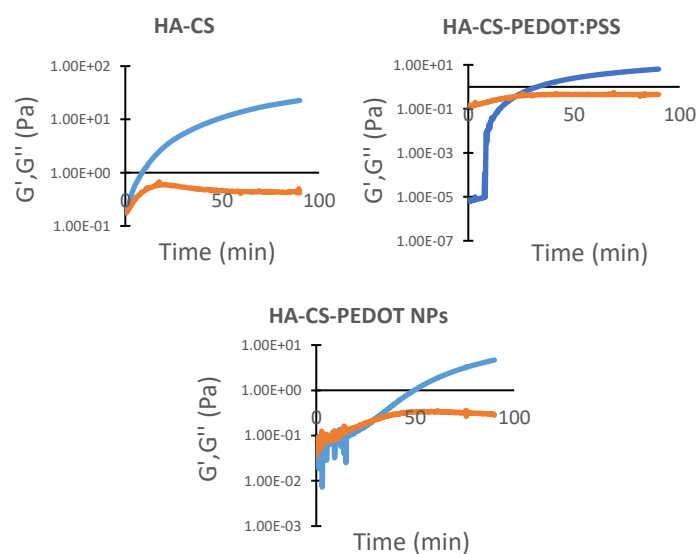 HA-CS
1.00E+02
1.00E+01
1.00E+00
1.00E-01
0
50
100
G',G'' (Pa)
Time (min)
HA-CS-PEDOT:PSS
1.00E+01
1.00E-01
1.00E-03
1.00E-05
1.00E-07
0
50
100
G',G'' (Pa)
Time (min)
HA-CS-PEDOT NPs
1.00E+01
1.00E+00
1.00E-01
1.00E-02
1.00E-03
0
50
100
G',G'' (Pa)
Time (min)